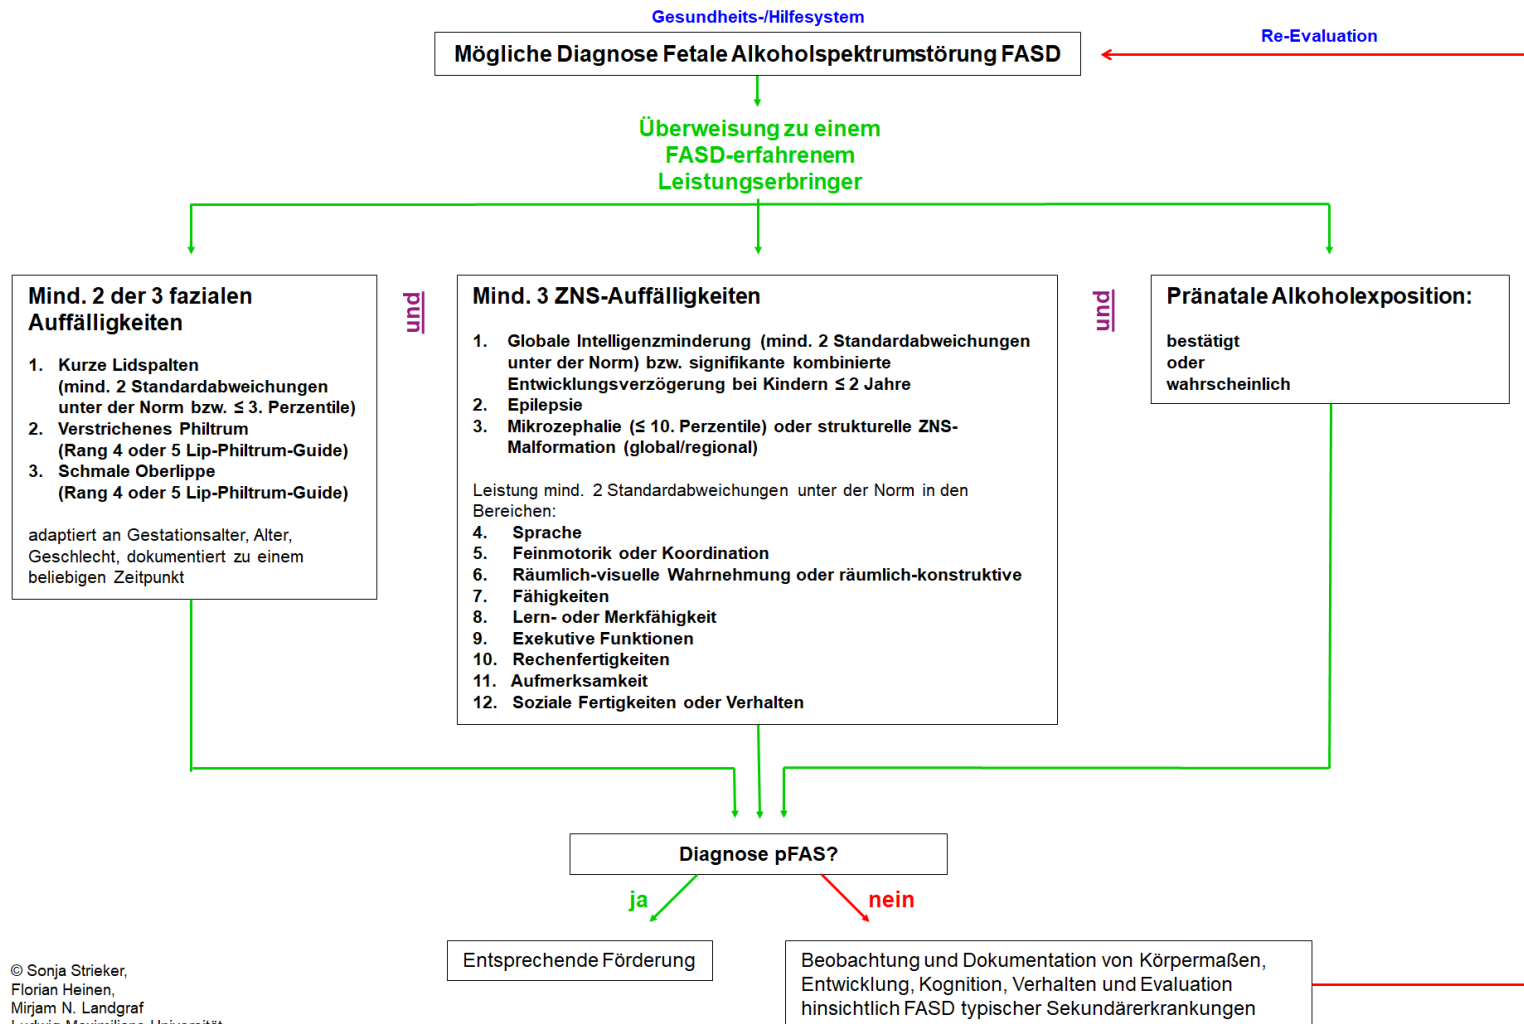 Gesundheits-/Hilfesystem
Mögliche Diagnose Fetale Alkoholspektrumstörung FASD
Re-Evaluation
Überweisung zu einem
FASD-erfahrenem
Leistungserbringer
Mind. 2 der 3 fazialen
Auffälligkeiten
1. Kurze Lidspalten
(mind. 2 Standardabweichungen
unter der Norm bzw. ≤ 3. Perzentile)
2. Verstrichenes Philtrum
(Rang 4 oder 5 Lip-Philtrum-Guide)
3. Schmale Oberlippe
(Rang 4 oder 5 Lip-Philtrum-Guide)
adaptiert an Gestationsalter, Alter,
Geschlecht, dokumentiert zu einem
beliebigen Zeitpunkt
und
Mind. 3 ZNS-Auffälligkeiten
1. Globale Intelligenzminderung (mind. 2 Standardabweichungen
unter der Norm) bzw. signifikante kombinierte
Entwicklungsverzögerung bei Kindern ≤ 2 Jahre
2. Epilepsie
3. Mikrozephalie (≤ 10. Perzentile) oder strukturelle ZNS-
Malformation (global/regional)
Leistung mind. 2 Standardabweichungen unter der Norm in den
Bereichen:
4. Sprache
5. Feinmotorik oder Koordination
6. Räumlich-visuelle Wahrnehmung oder räumlich-konstruktive
7. Fähigkeiten
8. Lern- oder Merkfähigkeit
9. Exekutive Funktionen
10. Rechenfertigkeiten
11. Aufmerksamkeit
12. Soziale Fertigkeiten oder Verhalten
und
Pränatale Alkoholexposition:
bestätigt
oder
wahrscheinlich
Diagnose pFAS?
ja
nein
Entsprechende Förderung
Beobachtung und Dokumentation von Körpermaßen,
Entwicklung, Kognition, Verhalten und Evaluation
hinsichtlich FASD typischer Sekundärerkrankungen
© Sonja Strieker,
Florian Heinen,
Mirjam N. Landgraf
Ludwig-Maximilians-Universität